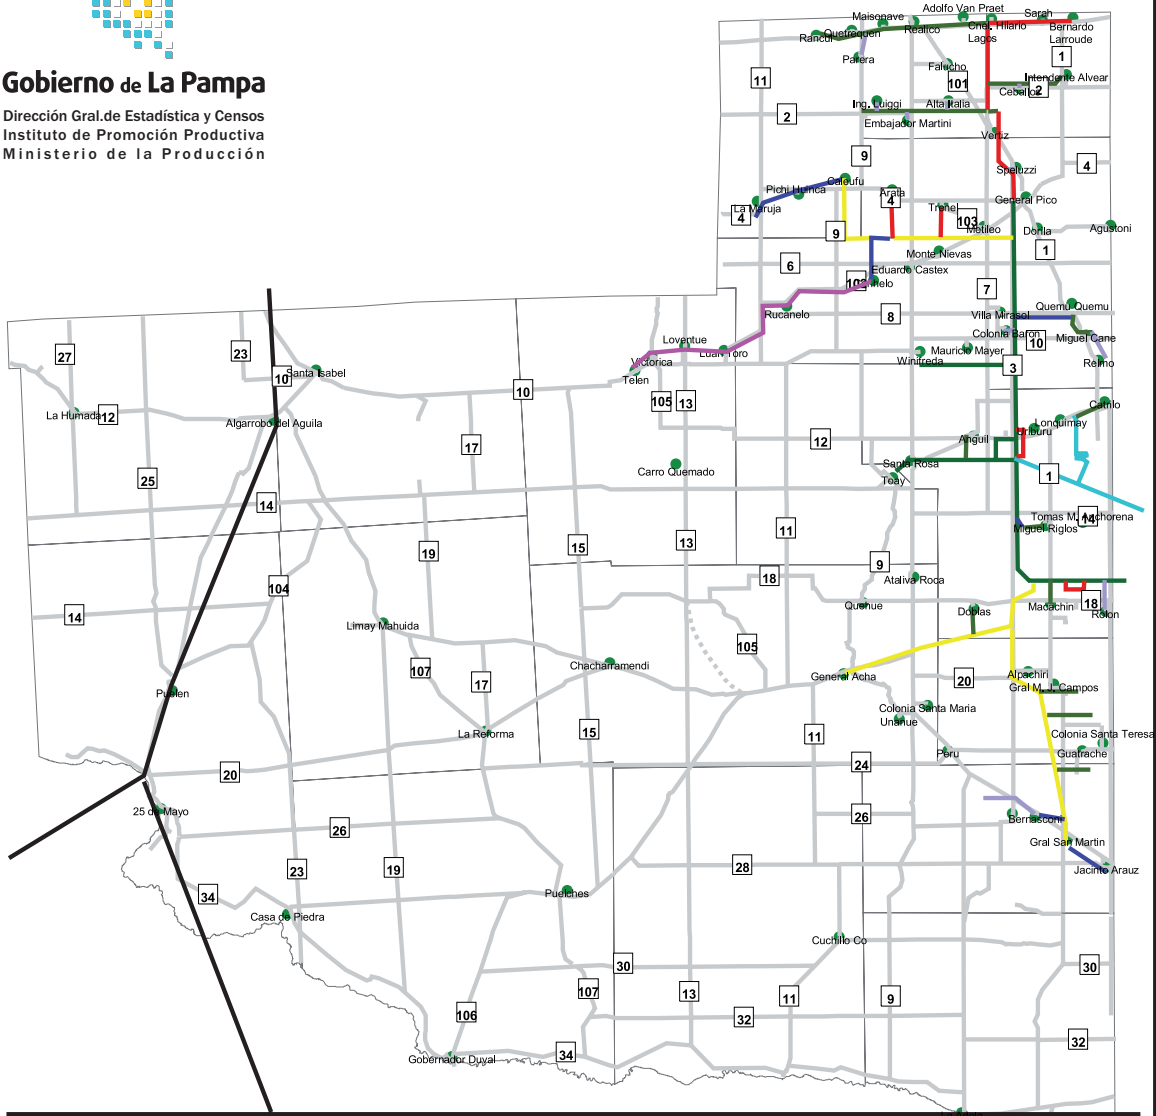 Gobierno de La Pampa
Dirección Gral.de Estadística y Censos
Instituto de Promoción Productiva
Ministerio de la Producción
Adolfo Van Praet
Maisonave
Sarah
Quetrequen
Realico
Cnel. Hilario
Lagos
Bernardo
Larroude
Rancul
Parera
1
Falucho
11
101
Intendente Alvear
Ceballos
2
Ing. Luiggi
Alta Italia
2
Embajador Martini
Vertiz
9
4
Speluzzi
Caleufu
Pichi Huinca
Arata
4
General Pico
La Maruja
4
Trenel
103
Metileo
Dorila
Agustoni
9
1
Monte Nievas
6
Eduardo Castex
102
7
Quemu Quemu
Rucanelo
8
Villa Mirasol
Colonia Baron
10
Miguel Cane
Loventue
Luan Toro
Mauricio Mayer
Winifreda
Relmo
3
Victorica
Telen
27
23
10
Santa Isabel
10
105
13
Catrilo
La Humada
12
Algarrobo del Aguila
Lonquimay
Uriburu
Anguil
12
17
Santa Rosa
Carro Quemado
Toay
1
25
14
Tomas M. Anchorena
14
Miguel Riglos
11
13
15
19
9
18
Ataliva Roca
104
Quehue
Doblas
Macachin
18
Rolon
14
Limay Mahuida
105
Chacharramendi
107
General Acha
Alpachiri
20
17
Gral M. J. Campos
Puelen
Colonia Santa Maria
Unanue
La Reforma
15
11
Colonia Santa Teresa
Guatrache
Peru
24
20
25 de Mayo
26
Bernasconi
26
Gral San Martin
28
Jacinto Arauz
23
19
34
Puelches
Casa de Piedra
Cuchillo Co
30
30
107
13
11
9
106
32
32
34
Gobernador Duval